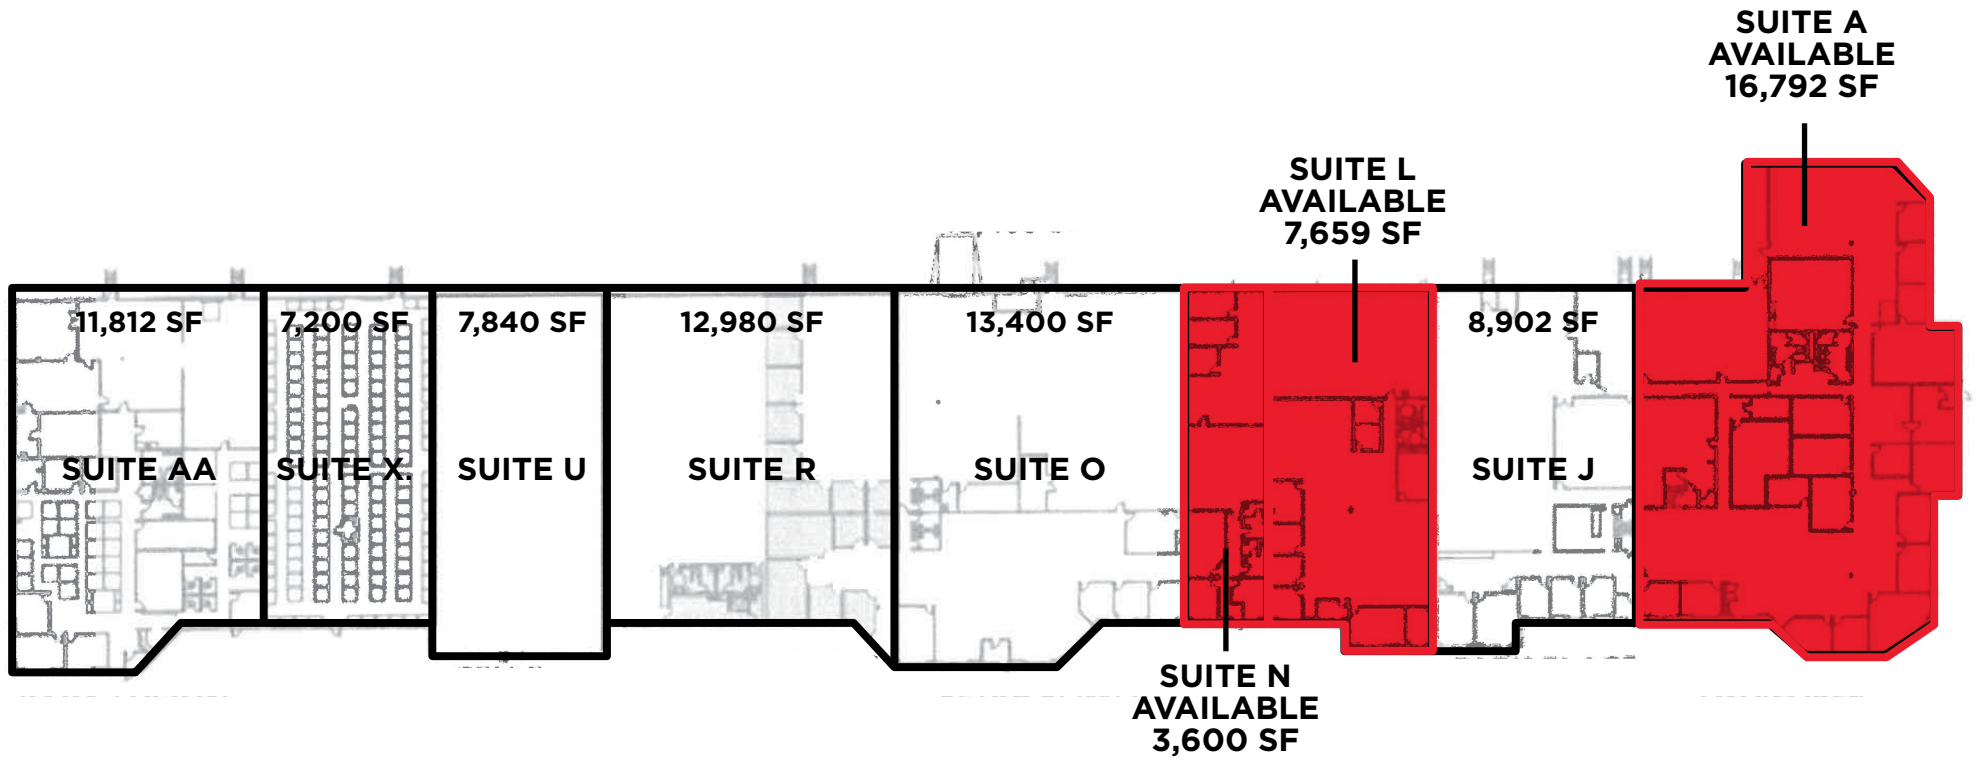 SUITE A
AVAILABLE
16,792 SF
SUITE L
AVAILABLE
7,659 SF
11,812 SF
7,200 SF
7,840 SF
12,980 SF
13,400 SF
8,902 SF
SUITE AA
SUITE X.
SUITE U
SUITE R
SUITE O
SUITE J
SUITE N
AVAILABLE
3,600 SF